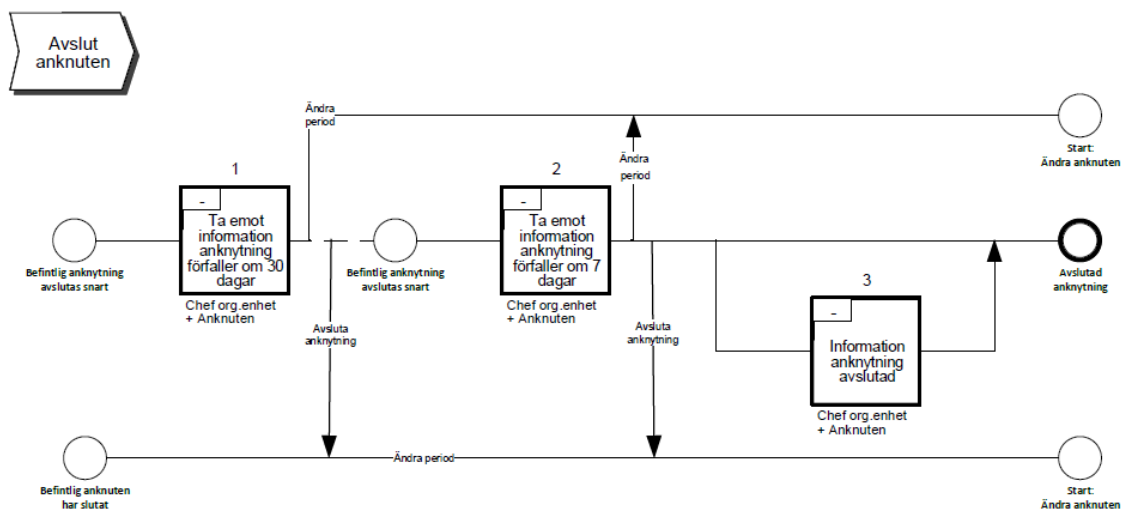 Avslut
anknuten
Ändra
period
Start:
Ändra anknuten
1
-
Ta emot
information
anknytning
förfaller om 30
dagar
Chef org.enhet
+ Anknuten
Befintlig anknytning
avslutas snart
Befintlig anknytning
avslutas snart
2
-
Ta emot
information
anknytning
förfaller om 7
dagar
Chef org.enhet
+ Anknuten
Ändra
period
Avslutad
anknytning
Avsluta
anknytning
Avsluta
anknytning
3
-
Information
anknytning
avslutad
Chef org.enhet
+ Anknuten
Ändra period
Befintlig anknuten
har slutat
Start:
Ändra anknuten